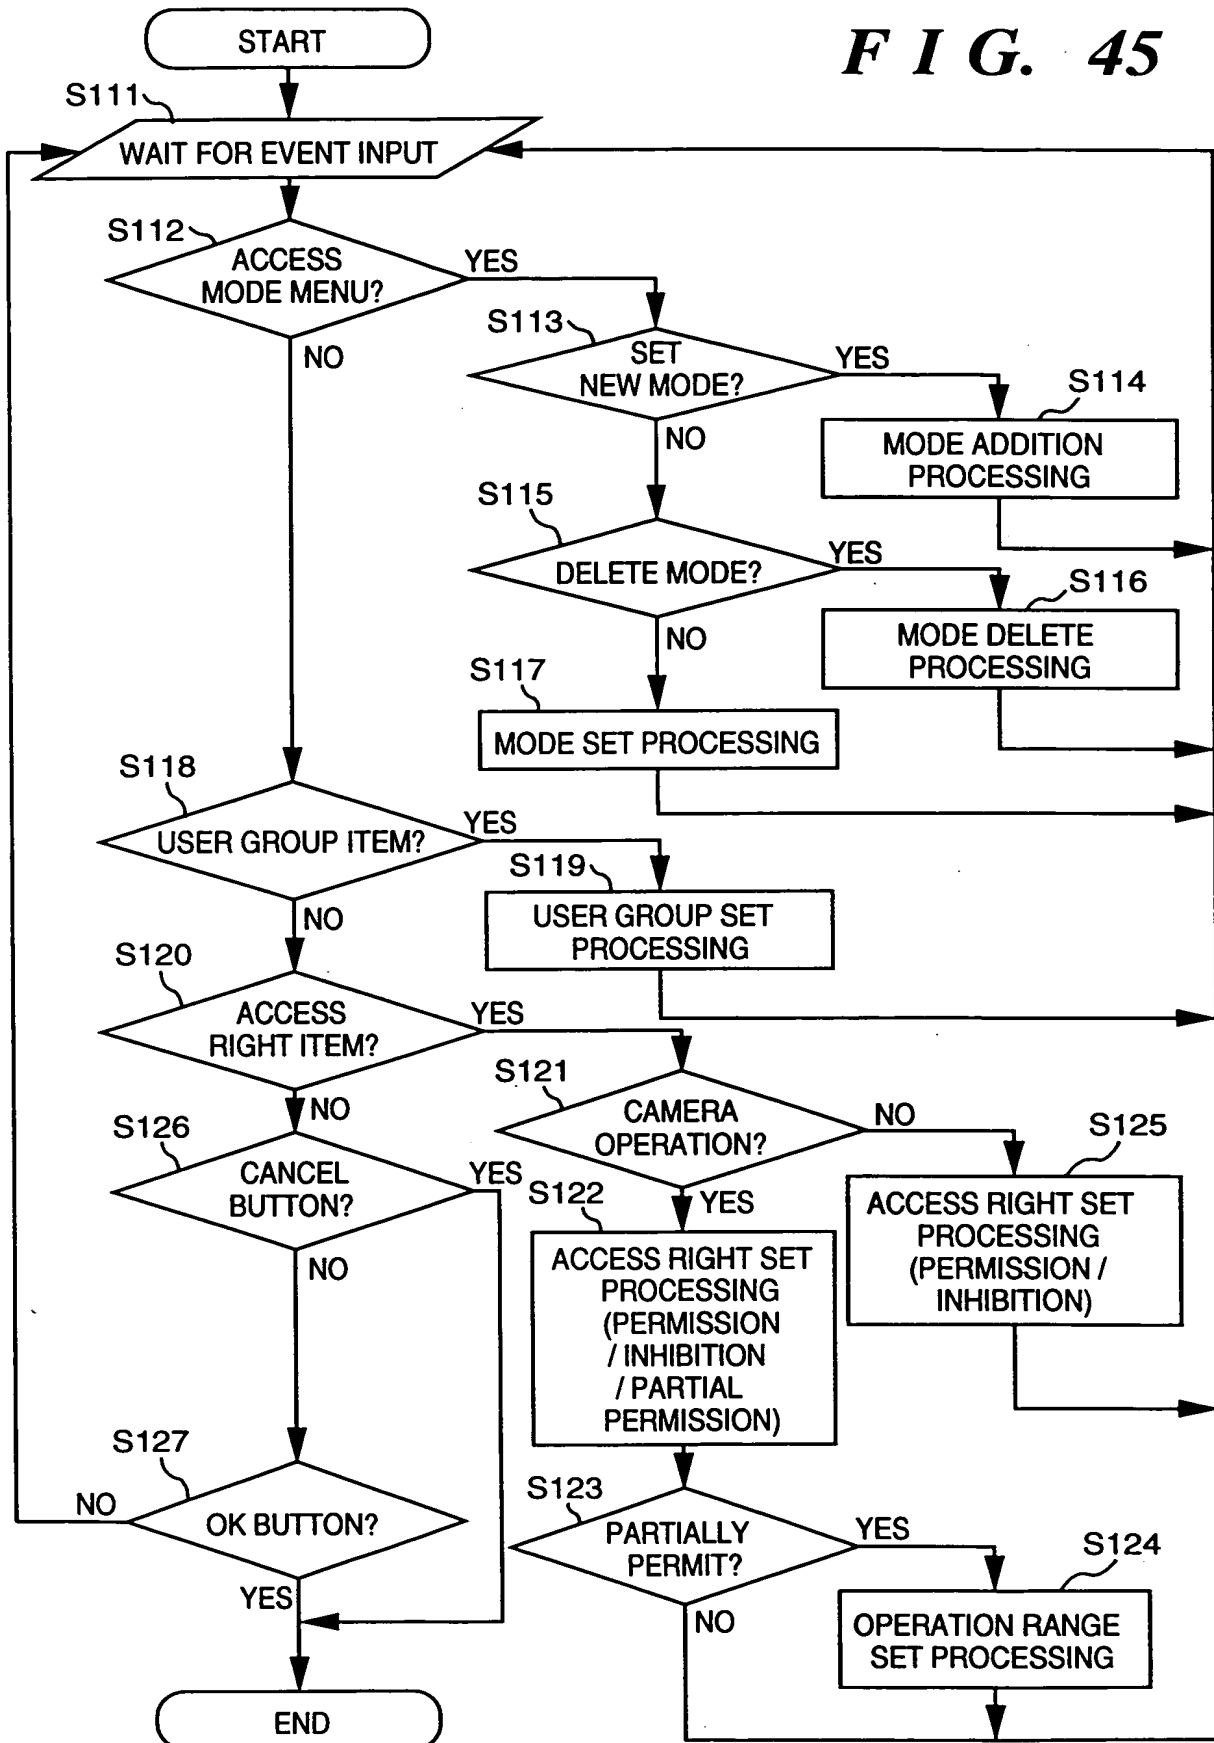 F I G. 45
START
S111
WAIT FOR EVENT INPUT
S112
ACCESS
MODE MENU?
YES
NO
S113
SET
NEW MODE?
YES
NO
S114
MODE ADDITION
PROCESSING
S115
DELETE MODE?
YES
NO
S116
MODE DELETE
PROCESSING
S117
MODE SET PROCESSING
S118
USER GROUP ITEM?
YES
NO
S119
USER GROUP SET
PROCESSING
S120
ACCESS
RIGHT ITEM?
YES
NO
S121
CAMERA
OPERATION?
NO
YES
S125
ACCESS RIGHT SET
PROCESSING
(PERMISSION /
INHIBITION)
S126
CANCEL
BUTTON?
YES
NO
S122
ACCESS RIGHT SET
PROCESSING
(PERMISSION
/ INHIBITION
/ PARTIAL
PERMISSION)
S127
OK BUTTON?
NO
YES
S123
PARTIALLY
PERMIT?
YES
NO
S124
OPERATION RANGE
SET PROCESSING
END